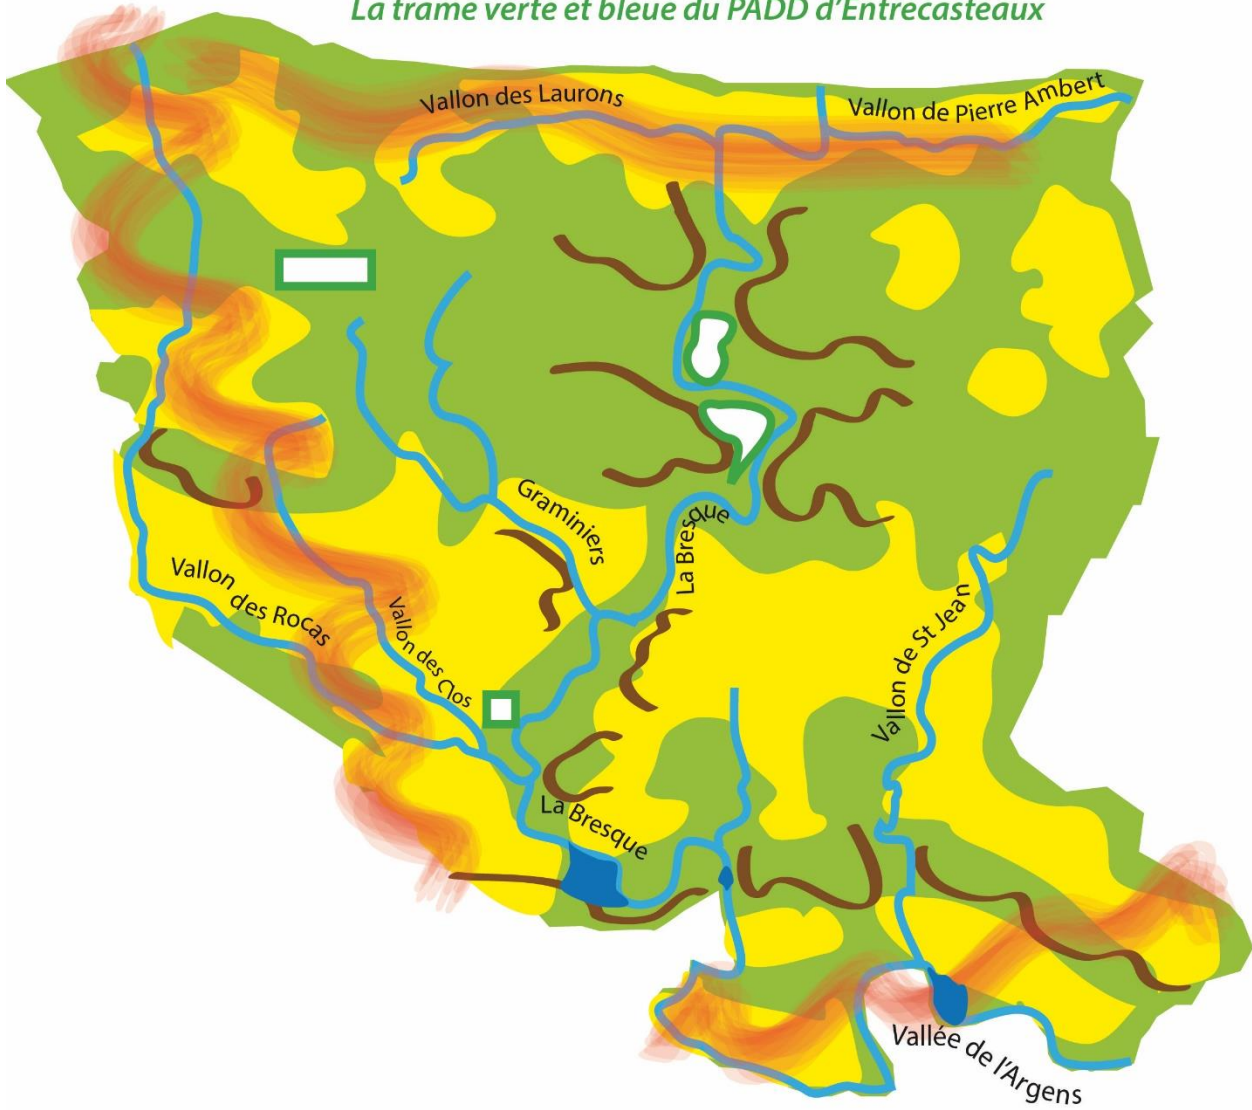 La trame verte et bleue du PADD d'Entrecasteaux
Vallon des Laurons
Vallon de Pierre Ambert
Graminiers
La Bresque
Vallon
des Rocas
Vallon des Clos
Vallon de St Jean
La Bresque
Vallée de l'Argens